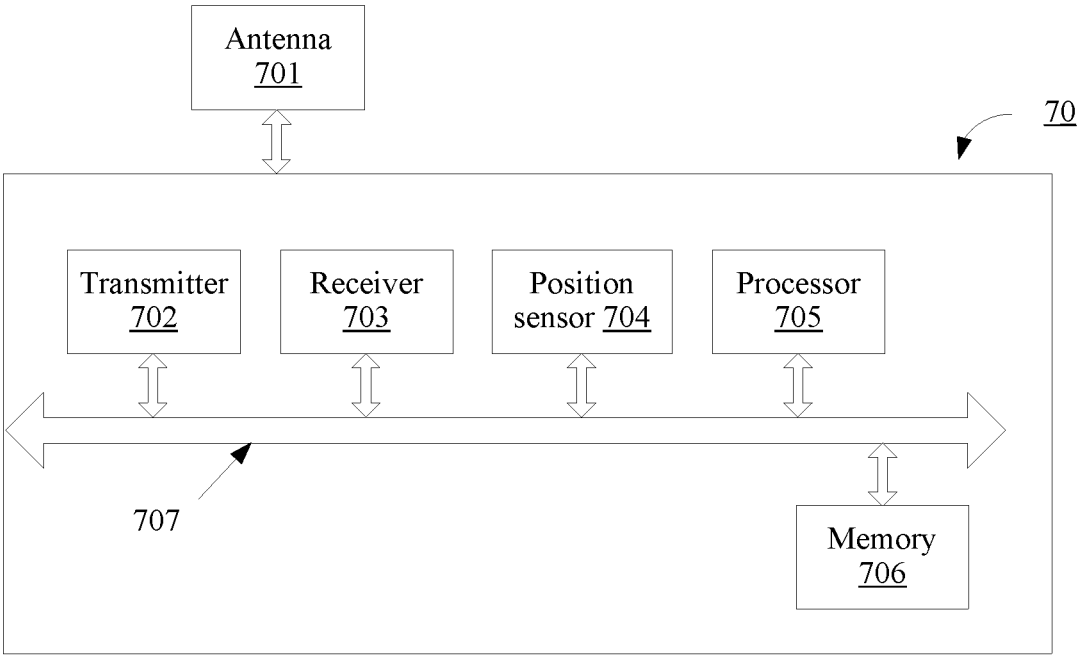 Antenna
701
70
Transmitter
702
Receiver
703
Position
sensor 704
Processor
705
707
Memory
706